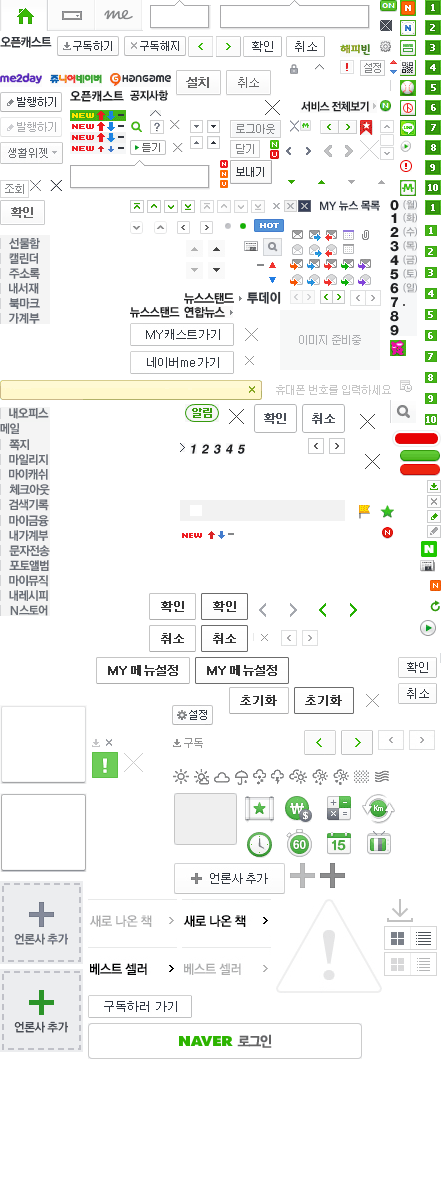 me
ON
N
1
2
3
4
5
6
7
8
9
10
1
2
3
4
5
6
7
8
9
10
오픈캐스트
구독하기
구독해지
확인
취소
해피빈
me2day
쥬니어네이버
HANGAME
설치
취소
설정
발행하기
발행하기
생활위젯
조회
확인
오픈캐스트
공지사항
NEW
NEW
NEW
NEW
듣기
로그아웃
닫기
보내기
서비스 전체보기
N
N
U
N
N
U
MY 뉴스 목록
HOT
0 (일)
1 (화)
2 (수)
3 (목)
4 (금)
5 (토)
6 (일)
7 .
8
9
선물함
캘린더
주소록
내서재
북마크
가계부
뉴스스탠드
투데이
뉴스스탠드
연합뉴스
MY캐스트가기
네이버me가기
이미지 준비중
휴대폰 번호를 입력하세요
알림
확인
취소
1 2 3 4 5
내오피스
메일
쪽지
마일리지
마이캐쉬
체크아웃
검색기록
마이금융
내가계부
문자전송
포토앨범
마이뮤직
내레시피
N스토어
NEW
N
N
N
확인
확인
취소
취소
MY 메뉴설정
MY 메뉴설정
확인
취소
초기화
초기화
설정
구독
Km
60
15
언론사 추가
언론사 추가
언론사 추가
새로 나온 책
새로 나온 책
베스트 셀러
베스트 셀러
구독하러 가기
NAVER 로그인